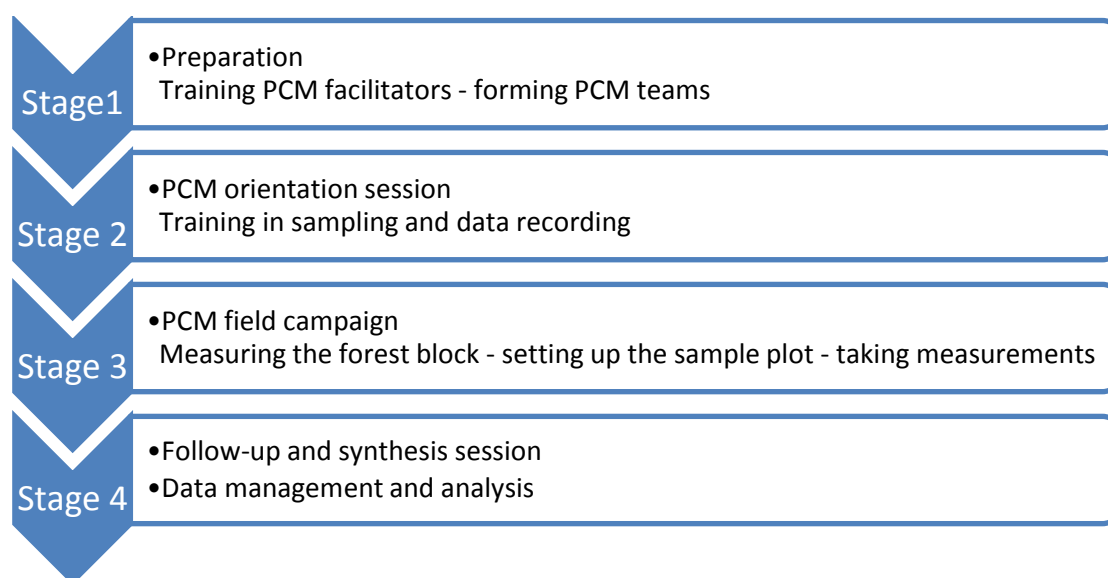 Stage1
•Preparation
Training PCM facilitators - forming PCM teams
Stage 2
•PCM orientation session
Training in sampling and data recording
Stage 3
•PCM field campaign
Measuring the forest block - setting up the sample plot - taking measurements
Stage 4
•Follow-up and synthesis session
•Data management and analysis